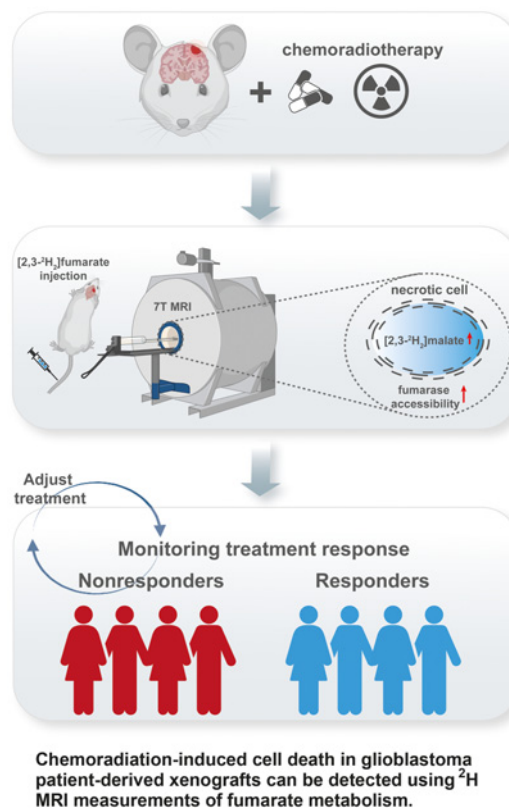 chemoradiotherapy
+
[2,3-²H₂]fumarate
injection
7T MRI
necrotic cell
[2,3-²H₂]malate
fumarase
accessibility
Adjust
treatment
Monitoring treatment response
Nonresponders Responders
Chemoradiation-induced cell death in glioblastoma
patient-derived xenografts can be detected using ²H
MRI measurements of fumarate metabolism.